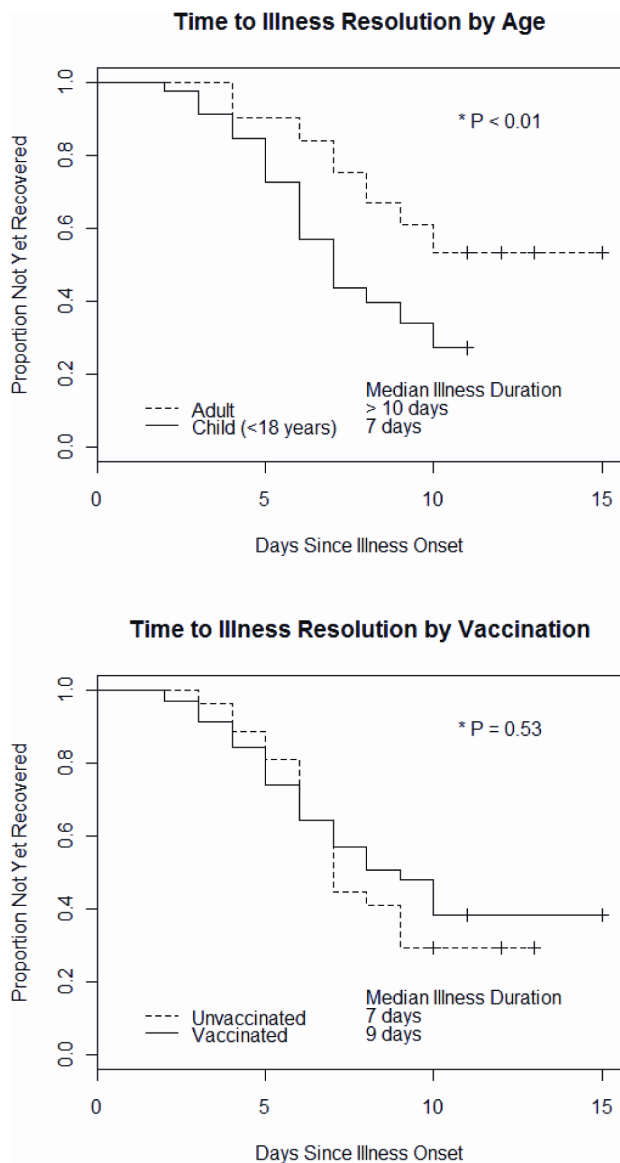 Time to Illness Resolution by Age
Proportion Not Yet Recovered
1.0
0.8
0.6
0.4
0.2
0.0
* P < 0.01
Median Illness Duration
Adult > 10 days
Child (<18 years) 7 days
0 5 10 15
Days Since Illness Onset
Time to Illness Resolution by Vaccination
Proportion Not Yet Recovered
1.0
0.8
0.6
0.4
0.2
0.0
* P = 0.53
Median Illness Duration
Unvaccinated 7 days
Vaccinated 9 days
0 5 10 15
Days Since Illness Onset